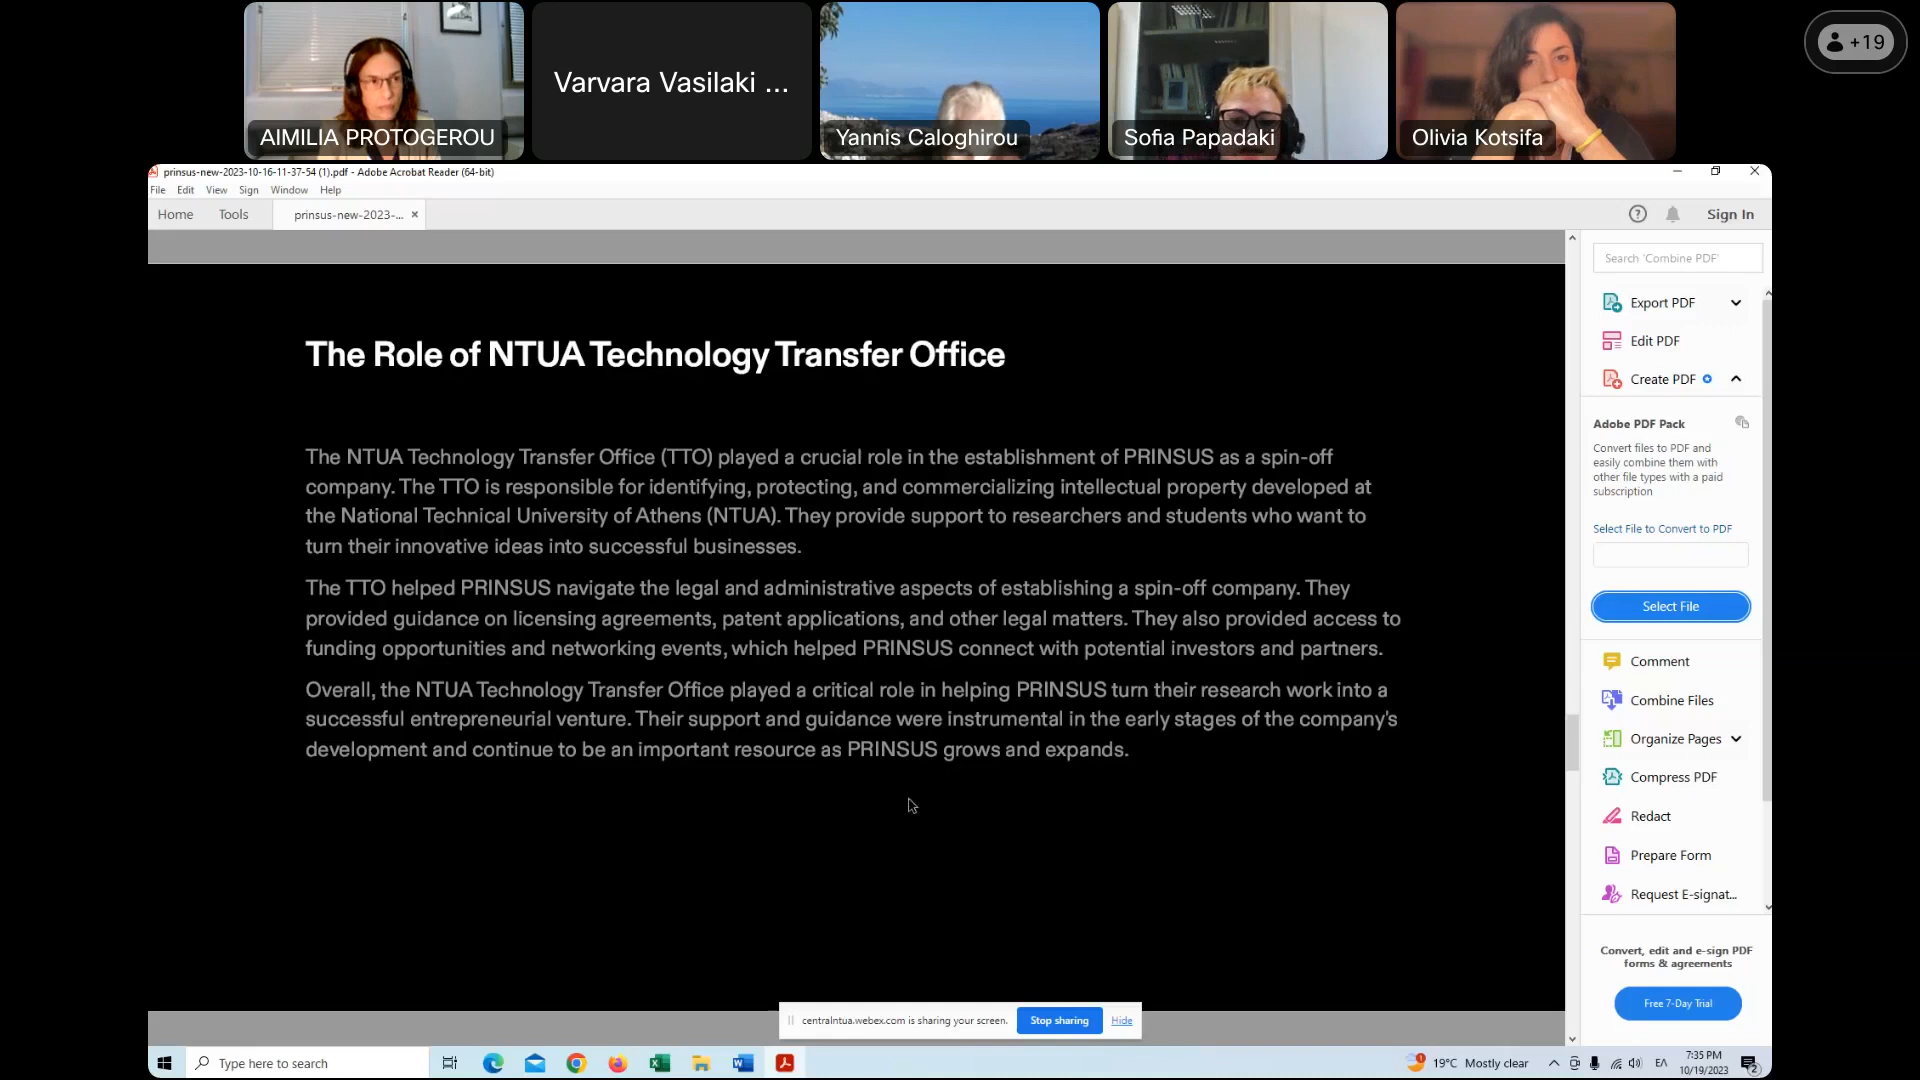 AIMILIA PROTOGEROU
Varvara Vasilaki ...
Yannis Caloghirou
Sofia Papadaki
Olivia Kotsifa
+19
prinsus-new-2023-10-16-11-37-54 (1).pdf - Adobe Acrobat Reader (64-bit)
File Edit View Sign Window Help
Home Tools prinsus-new-2023-... ×
Sign In
Search 'Combine PDF'
Export PDF
Edit PDF
Create PDF
Adobe PDF Pack
Convert files to PDF and
easily combine them with
other file types with a paid
subscription
Select File to Convert to PDF
Select File
Comment
Combine Files
Organize Pages
Compress PDF
Redact
Prepare Form
Request E-signat...
Convert, edit and e-sign PDF
forms & agreements
Free 7-Day Trial
The Role of NTUA Technology Transfer Office
The NTUA Technology Transfer Office (TTO) played a crucial role in the establishment of PRINSUS as a spin-off
company. The TTO is responsible for identifying, protecting, and commercializing intellectual property developed at
the National Technical University of Athens (NTUA). They provide support to researchers and students who want to
turn their innovative ideas into successful businesses.
The TTO helped PRINSUS navigate the legal and administrative aspects of establishing a spin-off company. They
provided guidance on licensing agreements, patent applications, and other legal matters. They also provided access to
funding opportunities and networking events, which helped PRINSUS connect with potential investors and partners.
Overall, the NTUA Technology Transfer Office played a critical role in helping PRINSUS turn their research work into a
successful entrepreneurial venture. Their support and guidance were instrumental in the early stages of the company's
development and continue to be an important resource as PRINSUS grows and expands.
centralntua.webex.com is sharing your screen. Stop sharing Hide
Type here to search
19°C Mostly clear
ΕΛ
7:35 PM
10/19/2023
2